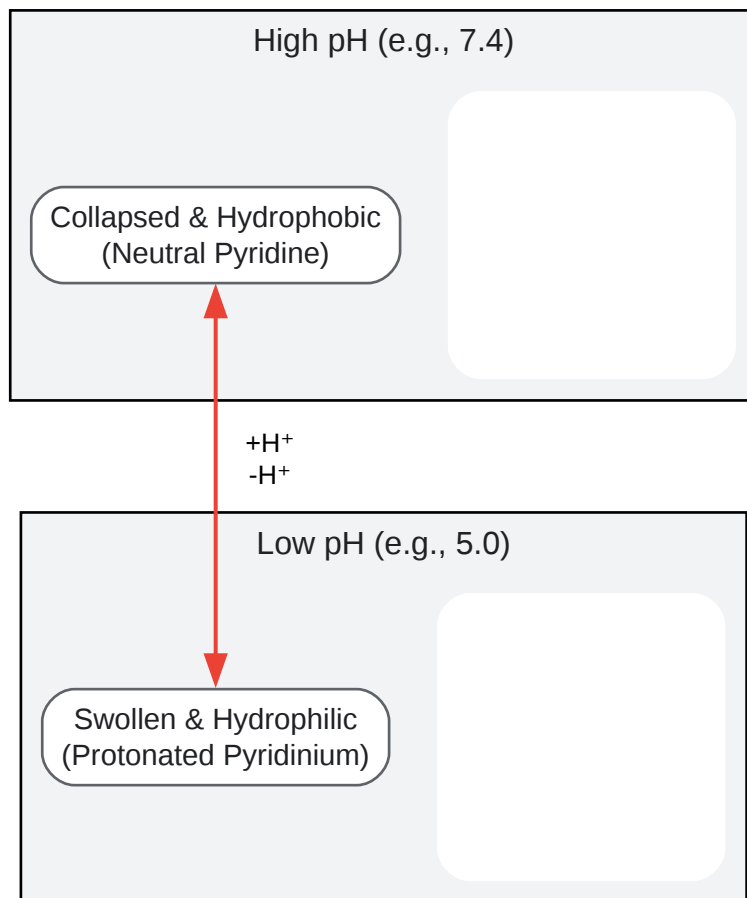 High pH (e.g., 7.4)
Collapsed & Hydrophobic
(Neutral Pyridine)
+H⁺
-H⁺
Low pH (e.g., 5.0)
Swollen & Hydrophilic
(Protonated Pyridinium)